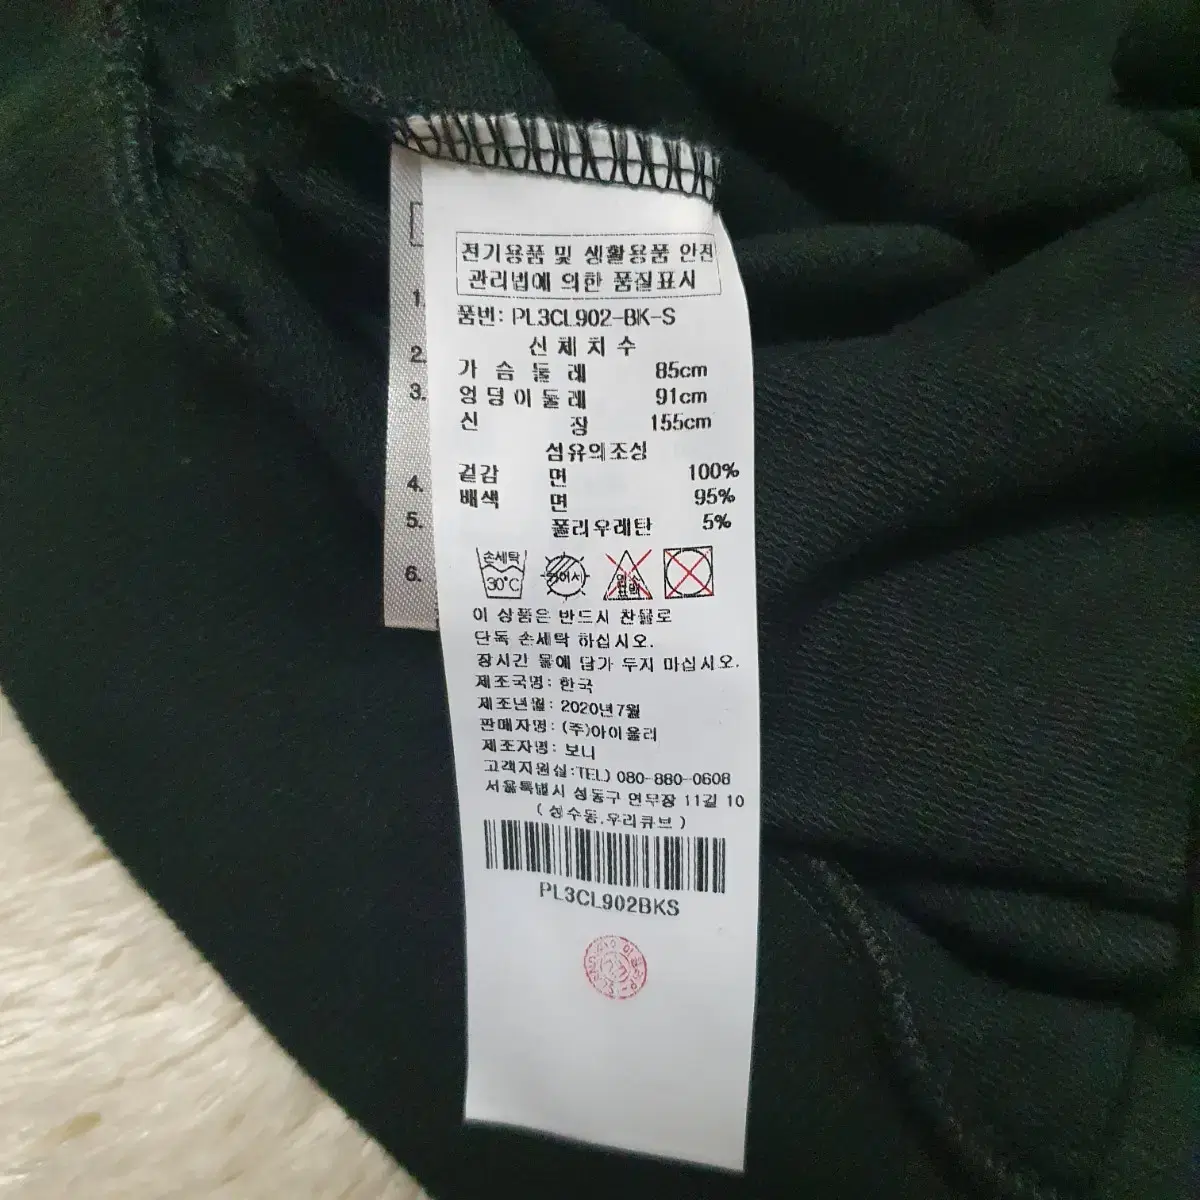 전기용품 및 생활용품 안전
관리법에 의한 품질표시
품번: PL3CL902-BK-S
신 체 치 수
가 슴 둘 레 85cm
엉덩이둘레 91cm
신 장 155cm
섬유의조성
겉감 면 100%
배색 면 95%
폴리우레탄 5%
손세탁
30°C
이 상품은 반드시 찬물로
단독 손세탁 하십시오.
장시간 물에 담가 두지 마십시오.
제조국명: 한국
제조년월: 2020년7월
판매자명: (주)아이올리
제조자명: 보니
고객지원실:TEL) 080-880-0608
서울특별시 성동구 연무장 11길 10
( 성수동,우리큐브 )
PL3CL902BKS
1.
2.
3.
4.
5.
6.